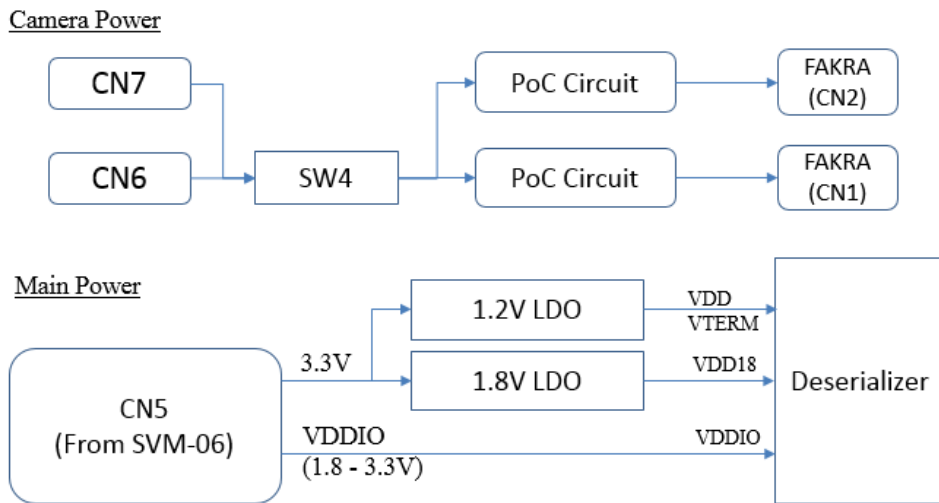 Camera Power
CN7
PoC Circuit
FAKRA
(CN2)
CN6
SW4
PoC Circuit
FAKRA
(CN1)
Main Power
1.2V LDO
VDD
VTERM
3.3V
1.8V LDO
VDD18
Deserializer
CN5
(From SVM-06)
VDDIO
(1.8 - 3.3V)
VDDIO